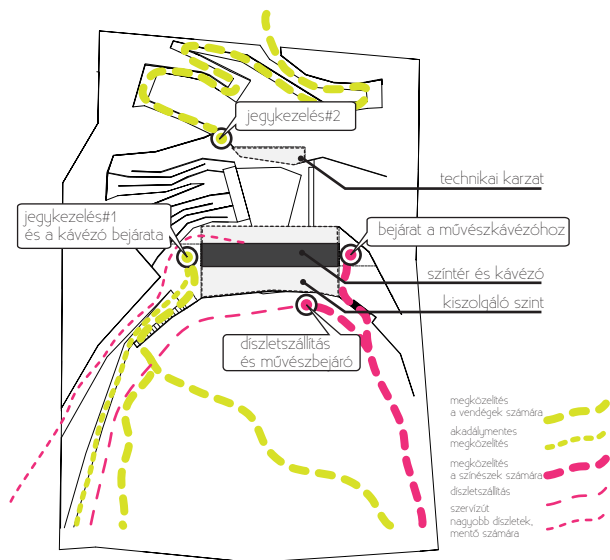 jegykezelés#2
technikai karzat
jegykezelés#1
és a kávézó bejárata
bejárat a művészkávézóhoz
színtér és kávézó
kiszolgáló szint
díszletszállítás
és művészbejáró
megközelítés
a vendégek számára
akadálymentes
megközelítés
megközelítés
a színészek számára
díszletszállítás
szervízút
nagyobb díszletek,
mentő számára